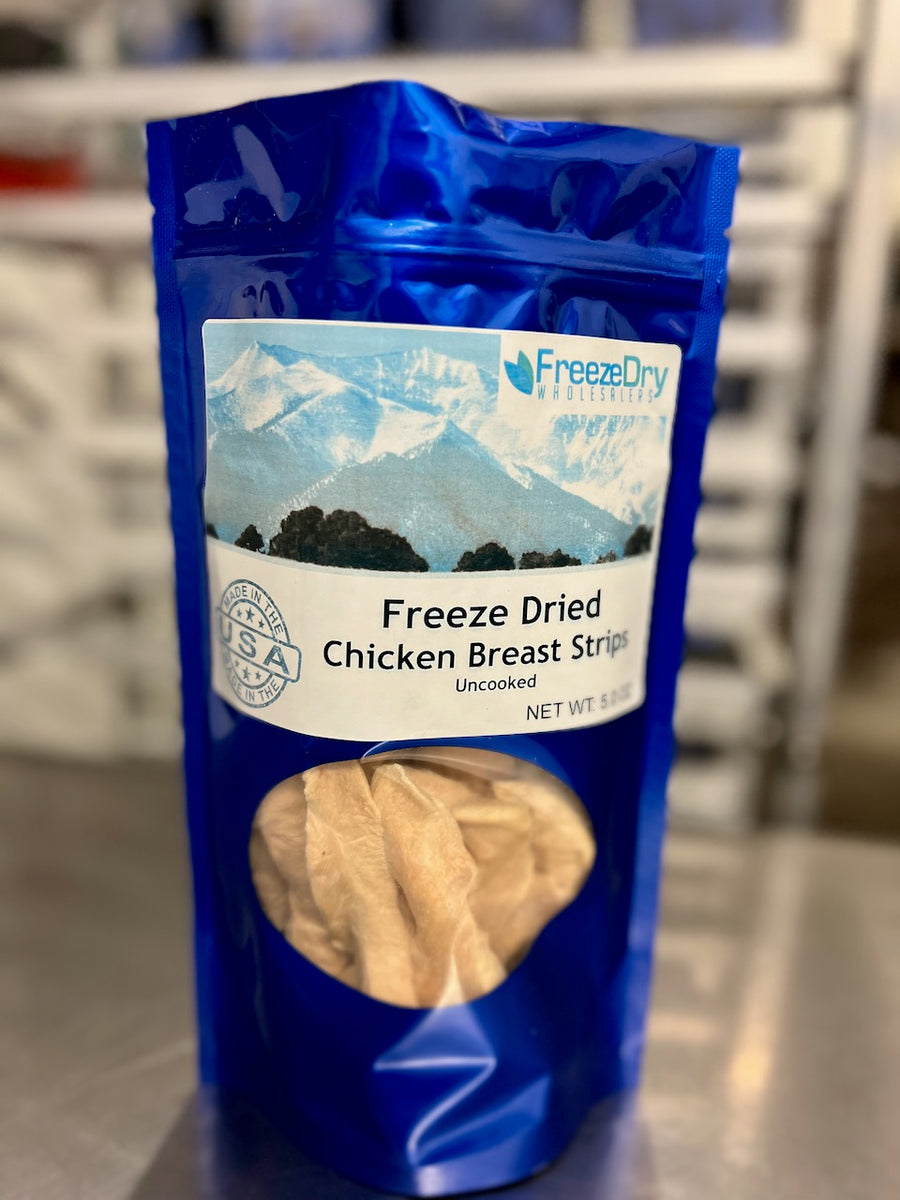 FreezeDry
WHOLESALERS
MADE IN THE
USA
MADE IN THE
Freeze Dried
Chicken Breast Strips
Uncooked
NET WT: